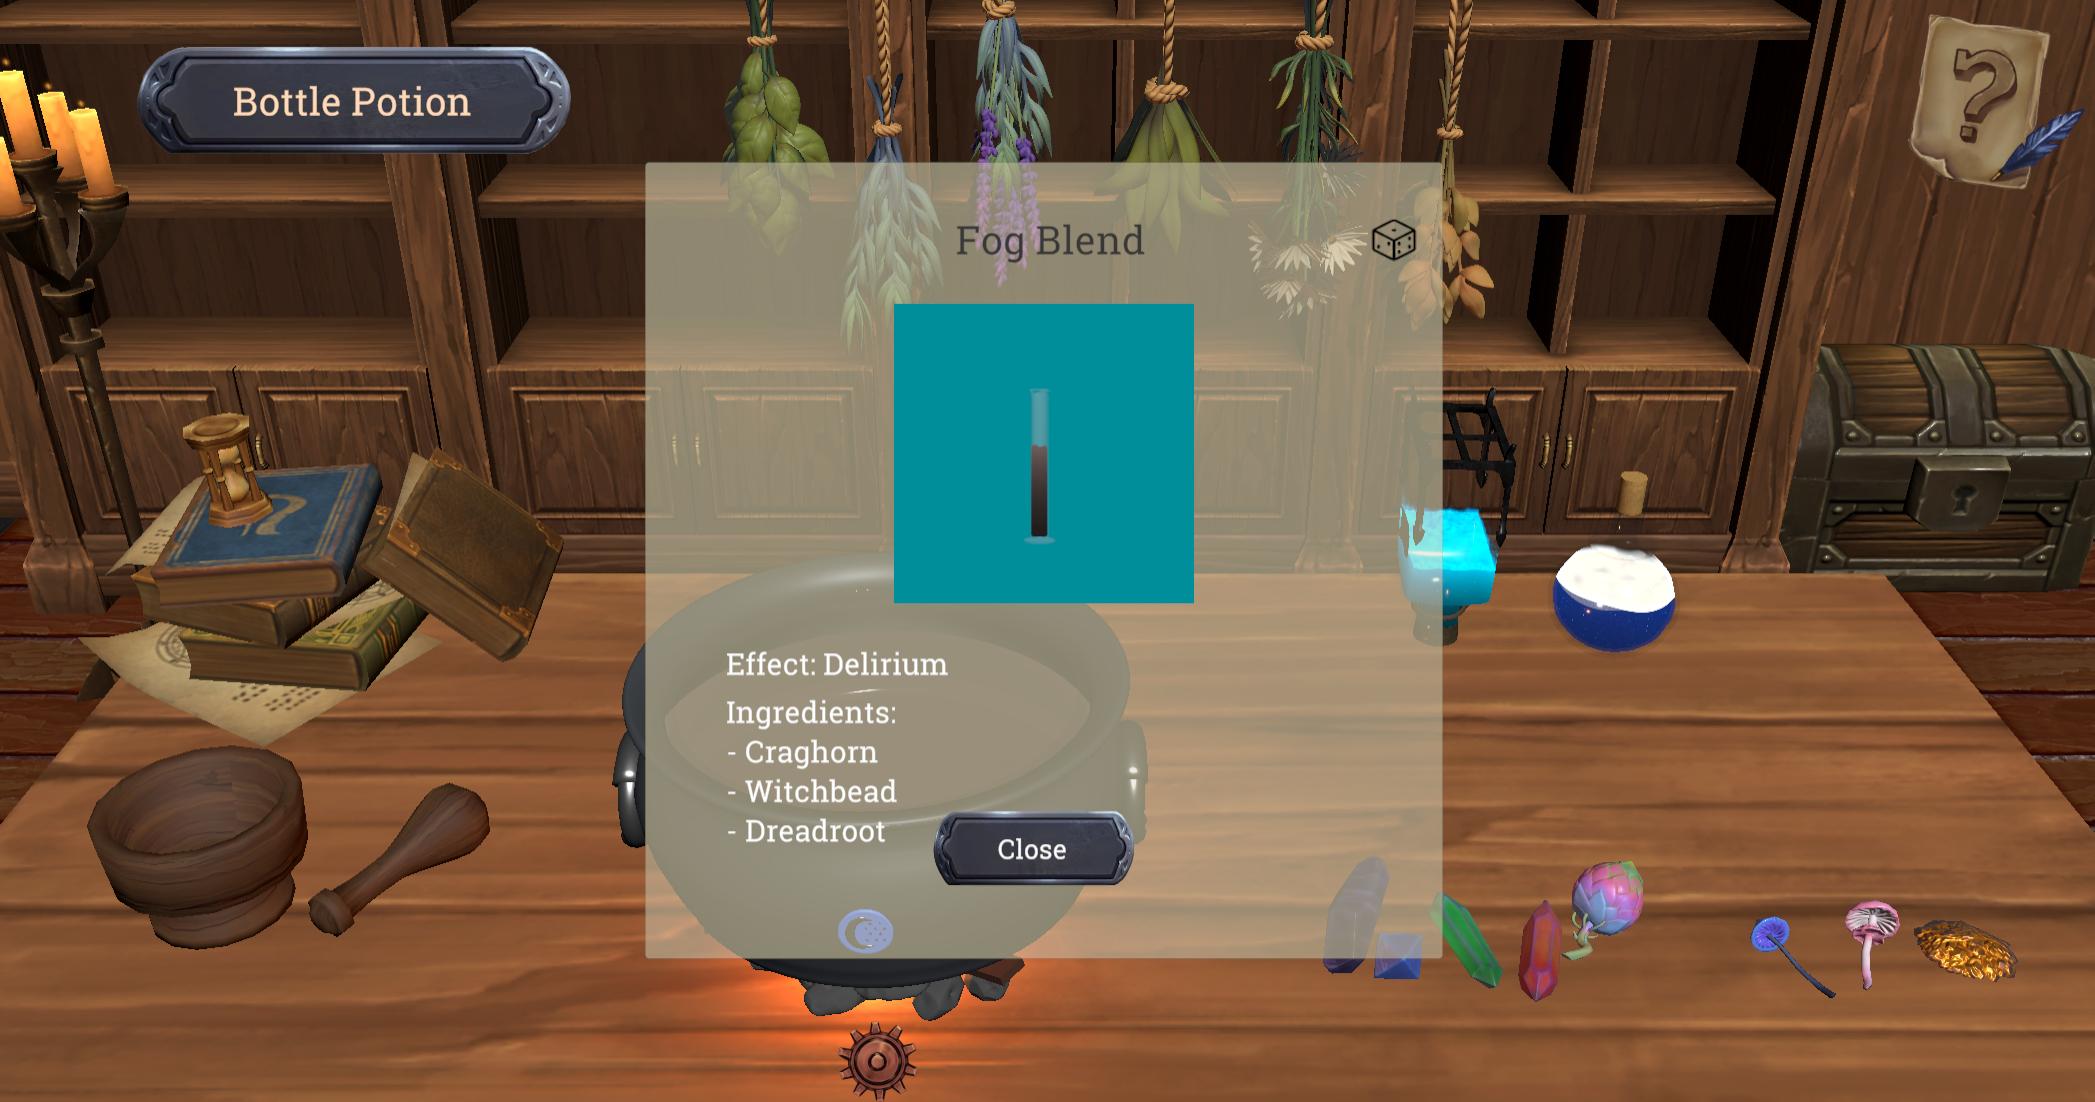 Bottle Potion
Fog Blend
Effect: Delirium
Ingredients:
- Craghorn
- Witchbead
- Dreadroot
Close